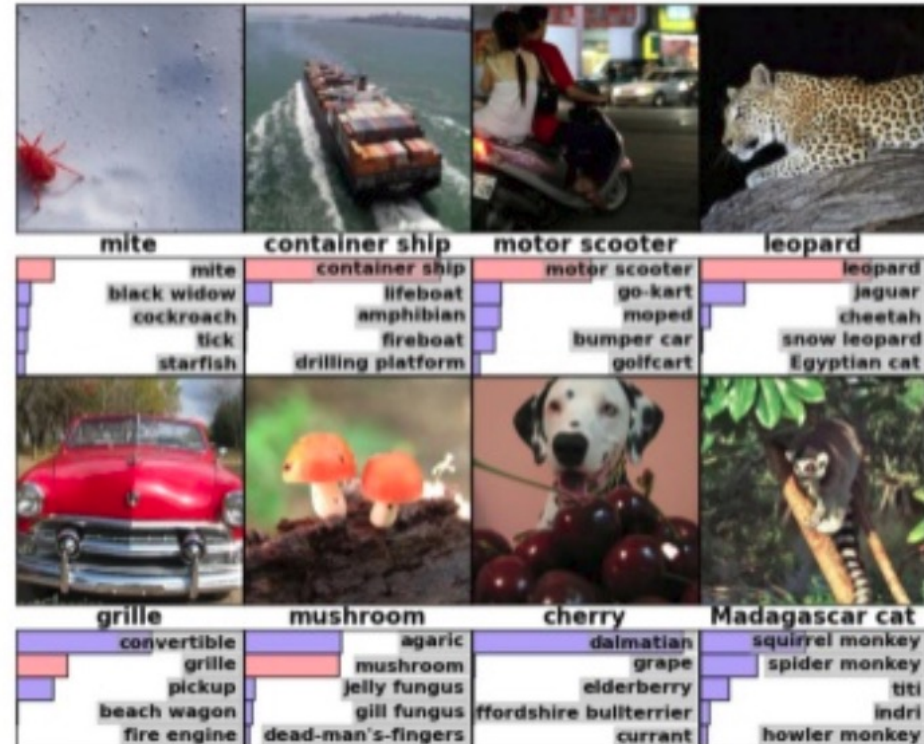 mite
container ship
motor scooter
leopard
mite
black widow
cockroach
tick
starfish
container ship
lifeboat
amphibian
fireboat
drilling platform
motor scooter
go-kart
moped
bumper car
golfcart
leopard
jaguar
cheetah
snow leopard
Egyptian cat
grille
mushroom
cherry
Madagascar cat
convertible
grille
pickup
beach wagon
fire engine
agaric
mushroom
jelly fungus
gill fungus
dead-man's-fingers
dalmatian
grape
elderberry
ffordshire bullterrier
currant
squirrel monkey
spider monkey
titi
indri
howler monkey